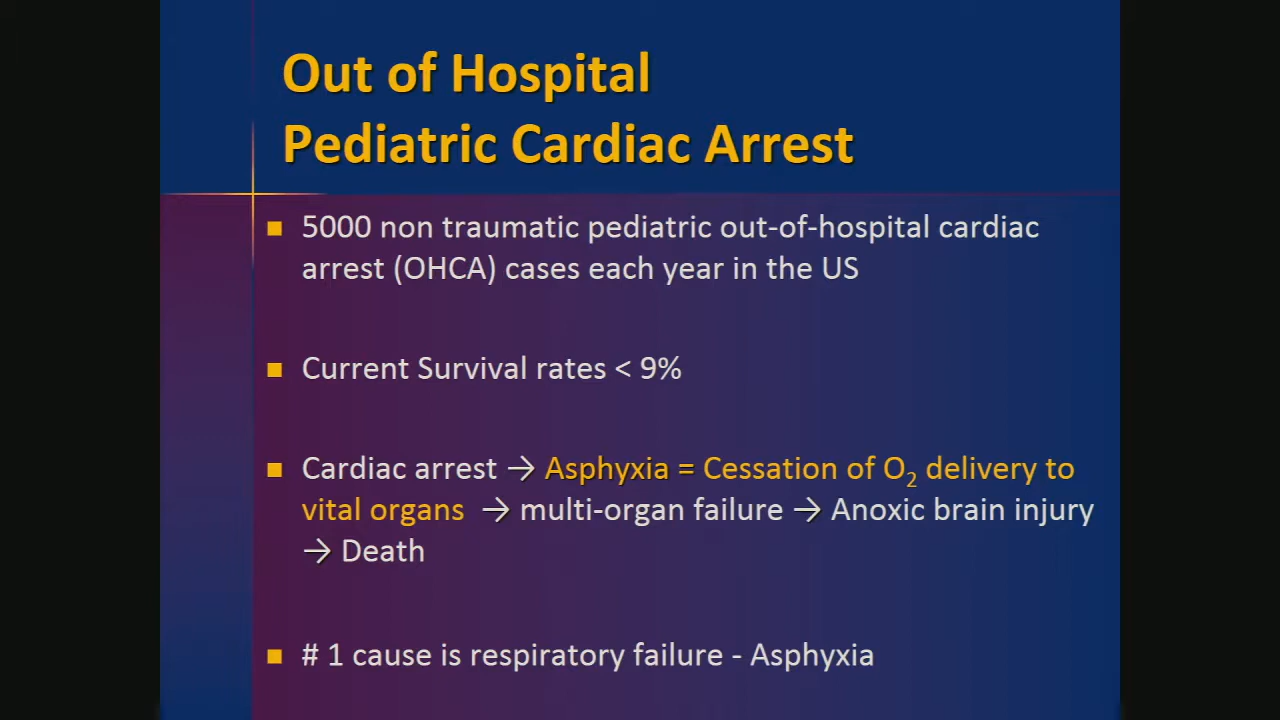 Out of Hospital
Pediatric Cardiac Arrest
■ 5000 non traumatic pediatric out-of-hospital cardiac
arrest (OHCA) cases each year in the US
■ Current Survival rates < 9%
■ Cardiac arrest → Asphyxia = Cessation of O₂ delivery to
vital organs → multi-organ failure → Anoxic brain injury
→ Death
■ # 1 cause is respiratory failure - Asphyxia